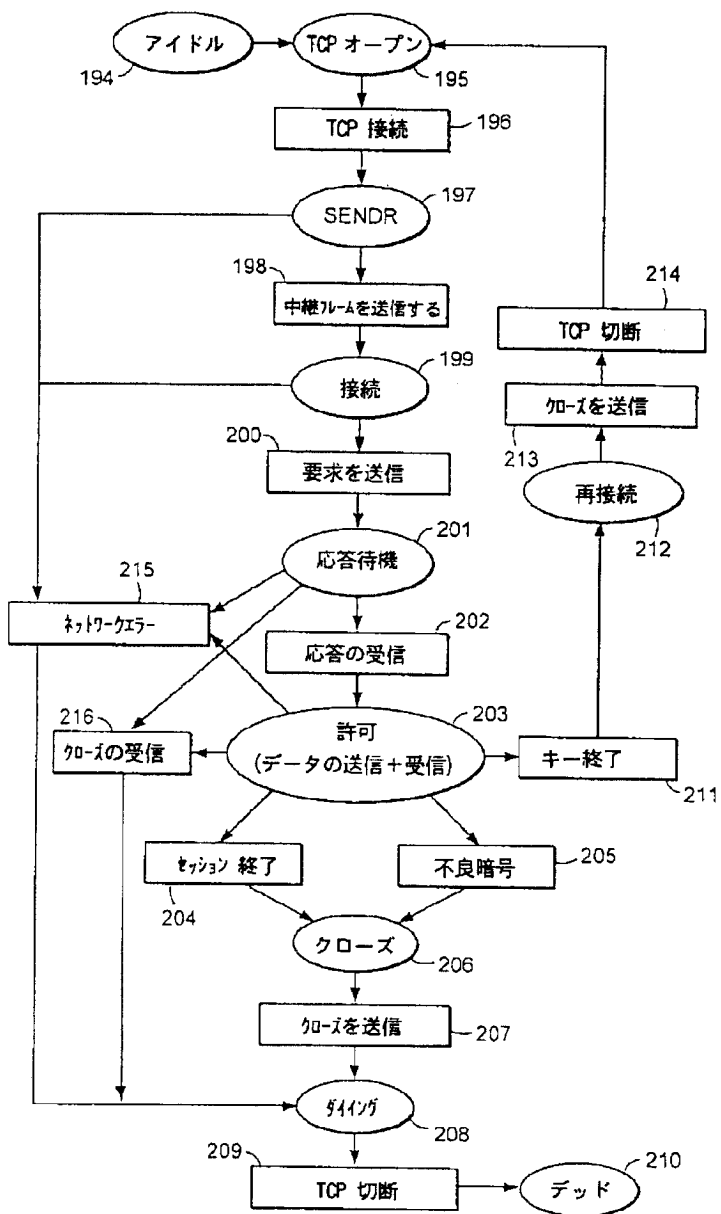 アイドル
194
TCP オープン
195
TCP 接続
196
SENDR
197
198
中継フレームを送信する
214
TCP 切断
接続
199
クローズを送信
213
200
要求を送信
再接続
212
応答待機
201
215
ネットワークエラー
202
応答の受信
216
クローズの受信
許可
(データの送信+受信)
203
キー終了
211
セッション 終了
204
不良暗号
205
クローズ
206
クローズを送信
207
ダイイング
208
209
TCP 切断
デッド
210